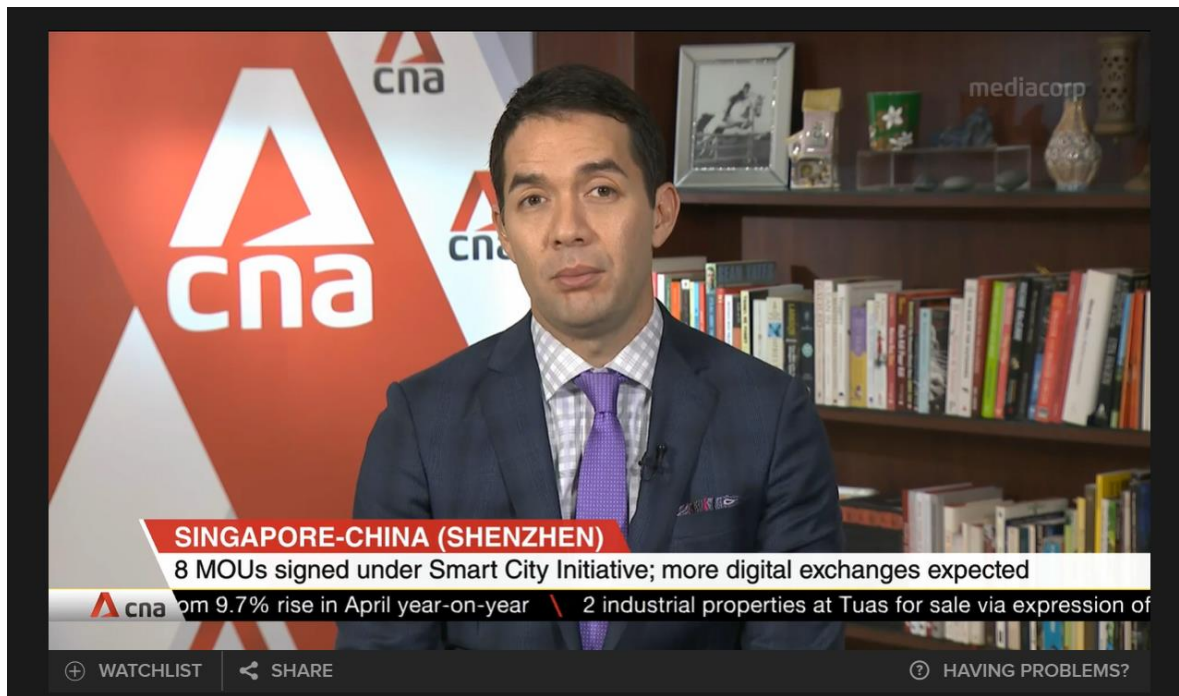 cna
mediacorp
cna
cna
SINGAPORE-CHINA (SHENZHEN)
8 MOUs signed under Smart City Initiative; more digital exchanges expected
cna om 9.7% rise in April year-on-year \ 2 industrial properties at Tuas for sale via expression of
WATCHLIST SHARE HAVING PROBLEMS?